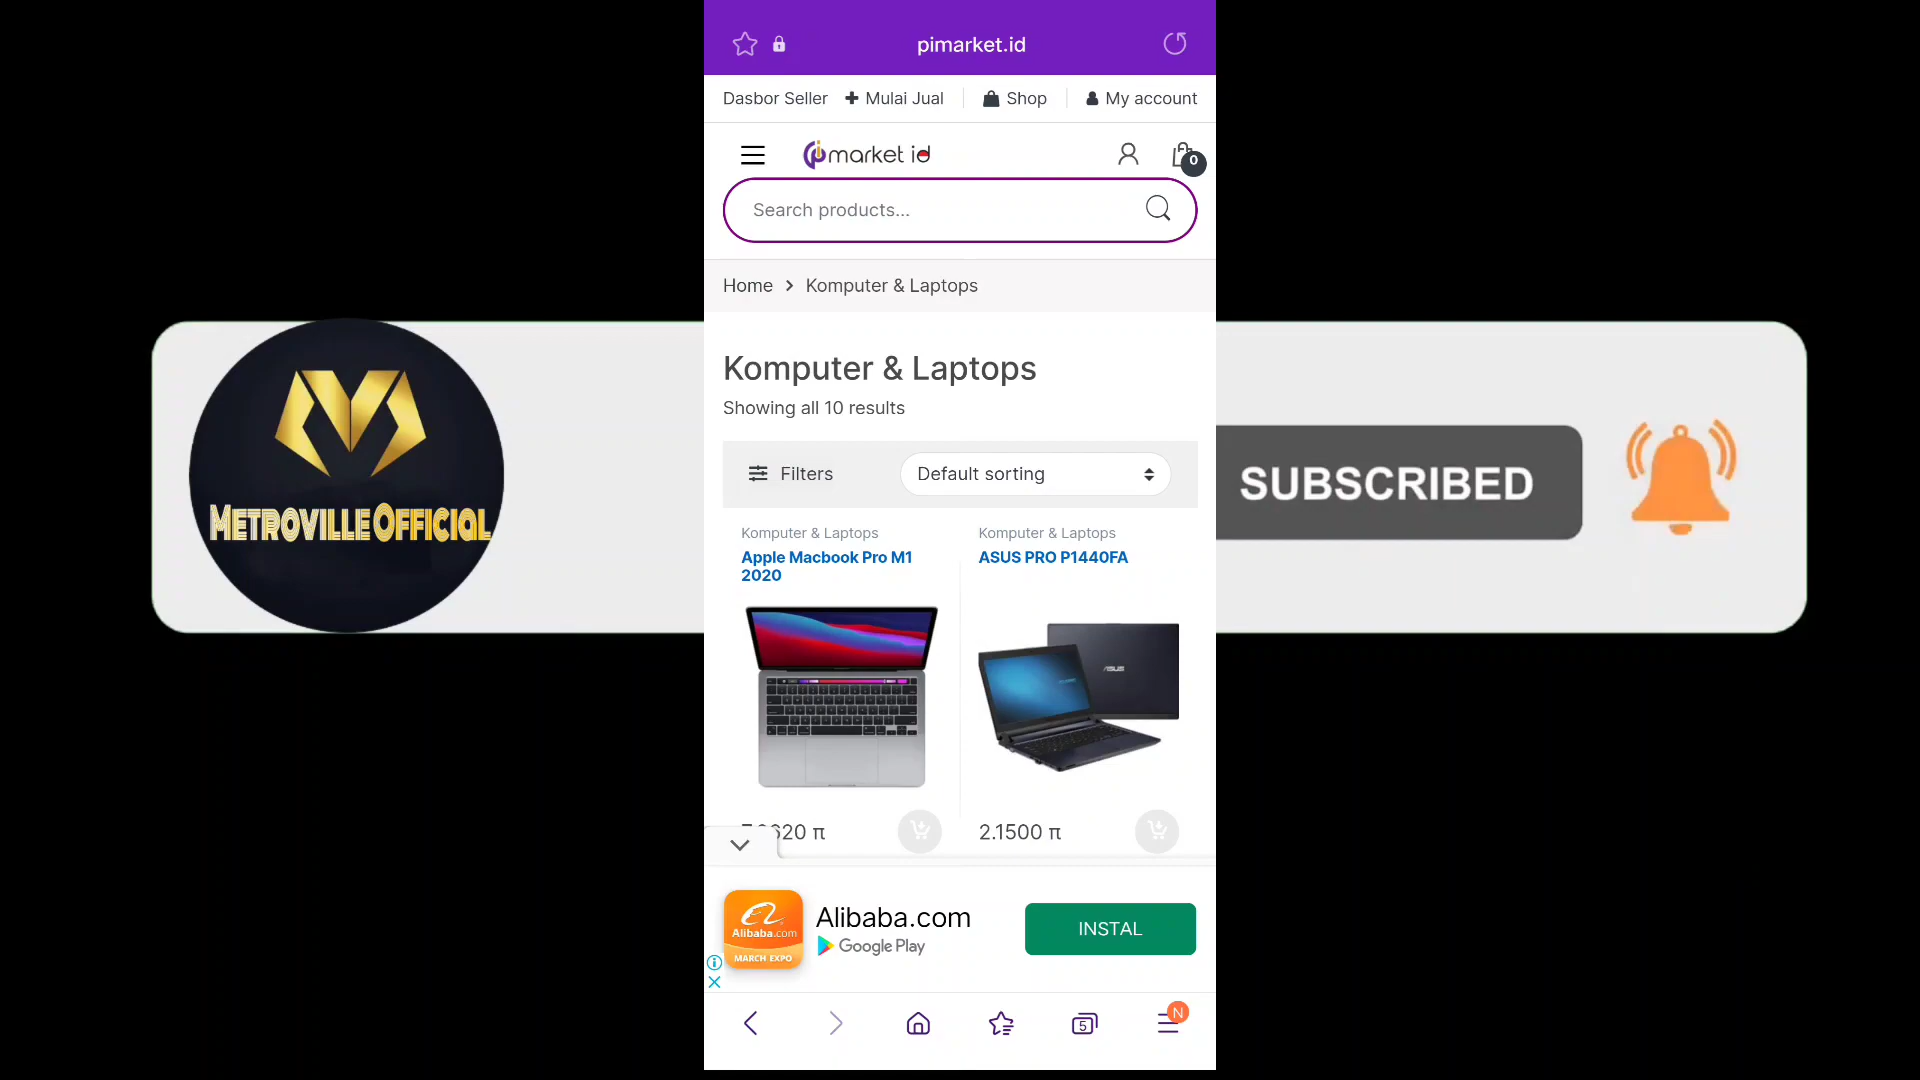 pimarket.id
Dasbor Seller Mulai Jual Shop My account
market id
0
Search products...
Home Komputer & Laptops
Komputer & Laptops
Showing all 10 results
Filters Default sorting
SUBSCRIBED
METROVILLE OFFICIAL
Komputer & Laptops Komputer & Laptops
Apple Macbook Pro M1 ASUS PRO P1440FA
2020
ASUS
2.1500 π
Alibaba.com
MARCH EXPO
Alibaba.com
Google Play
INSTAL
5
N